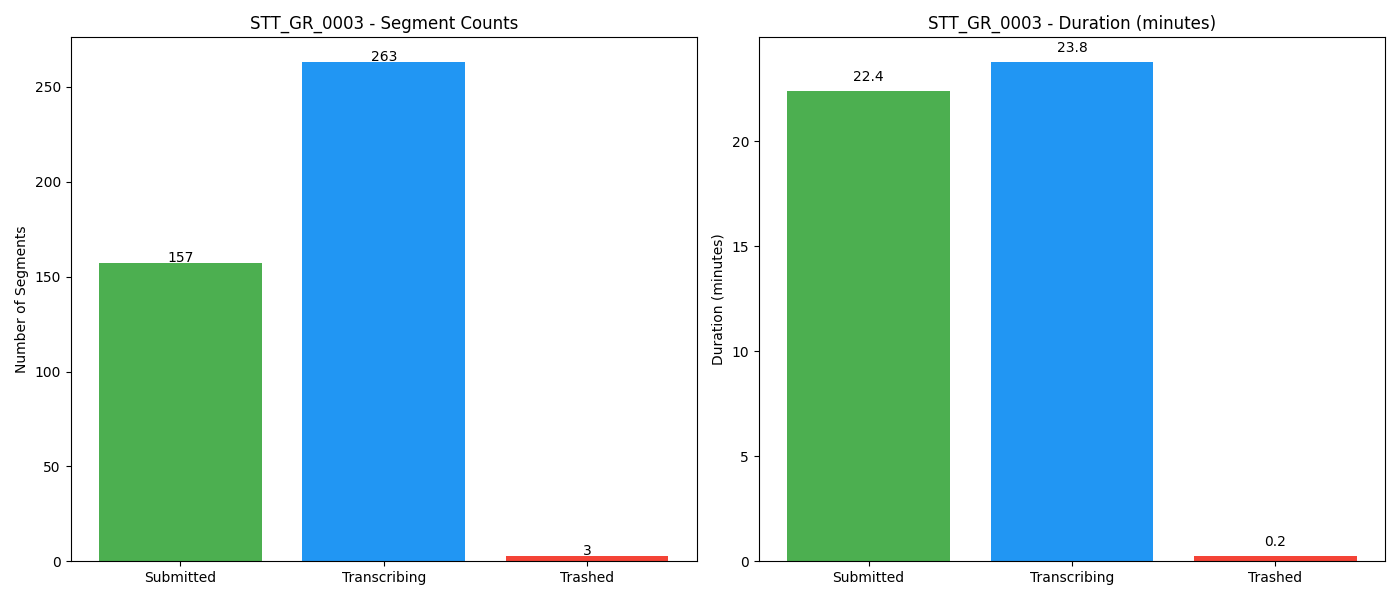 STT_GR_0003 - Segment Counts
Number of Segments
250
200
150
100
50
0
263
157
3
Submitted
Transcribing
Trashed
STT_GR_0003 - Duration (minutes)
Duration (minutes)
20
15
10
5
0
23.8
22.4
0.2
Submitted
Transcribing
Trashed